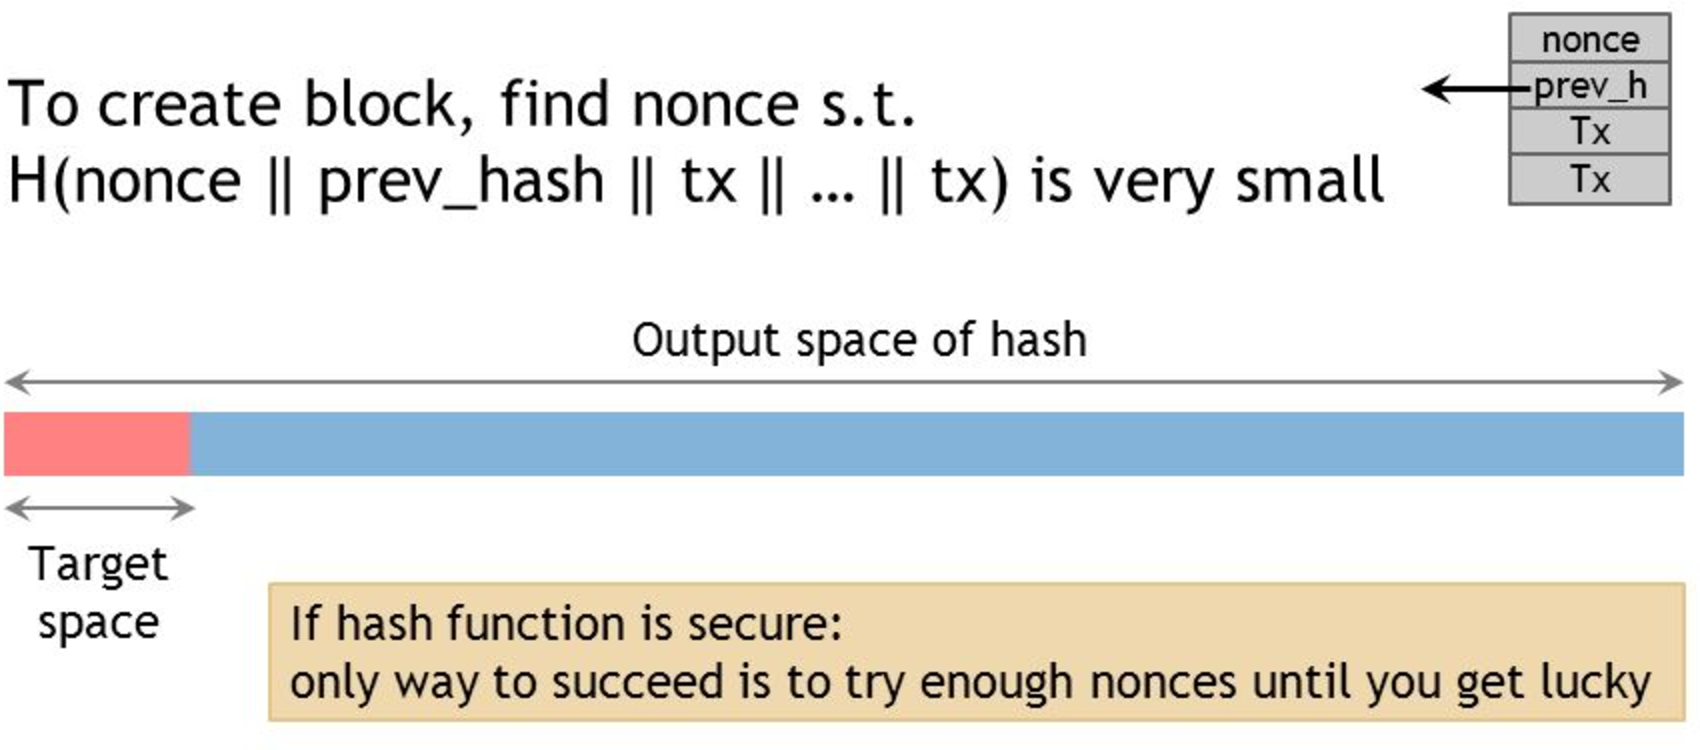 To create block, find nonce s.t.
H(nonce || prev_hash || tx || … || tx) is very small
nonce
prev_h
Tx
Tx
Output space of hash
Target
space
If hash function is secure:
only way to succeed is to try enough nonces until you get lucky